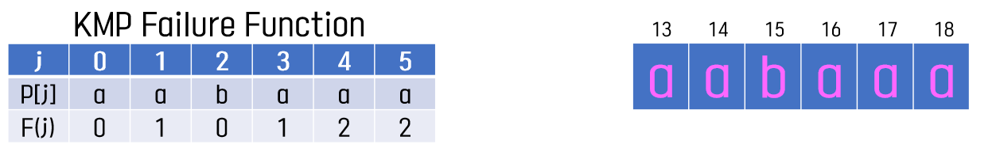 KMP Failure Function
13 14 15 16 17 18
j 0 1 2 3 4 5
a a b a a a
P[j] a a b a a a
F(j) 0 1 0 1 2 2